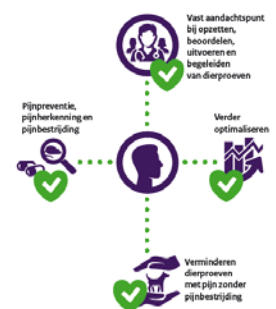 Vast aandachtspunt
bij opzetten,
beoordelen,
uitvoeren en
begeleiden
van dierproeven
Pijnpreventie,
pijnherkenning en
pijnbestrijding
Verder
optimaliseren
Verminderen
dierproeven
met pijn zonder
pijnbestrijding